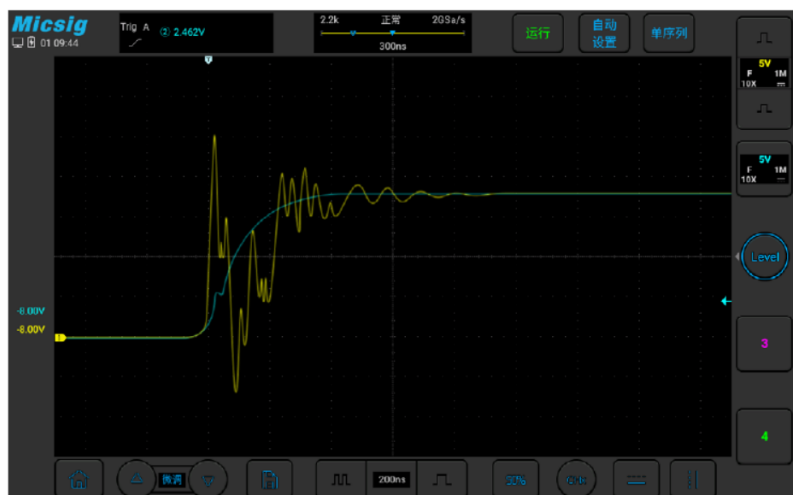 Micsig
01 09:44
Trig A
② 2.462V
2.2k 正常 2GSa/s
300ns
运行
自动
设置
单序列
T
5V
F 1M
10X
5V
F 1M
10X
Level
-8.00V
-8.00V
3
4
微调
200ns
50%